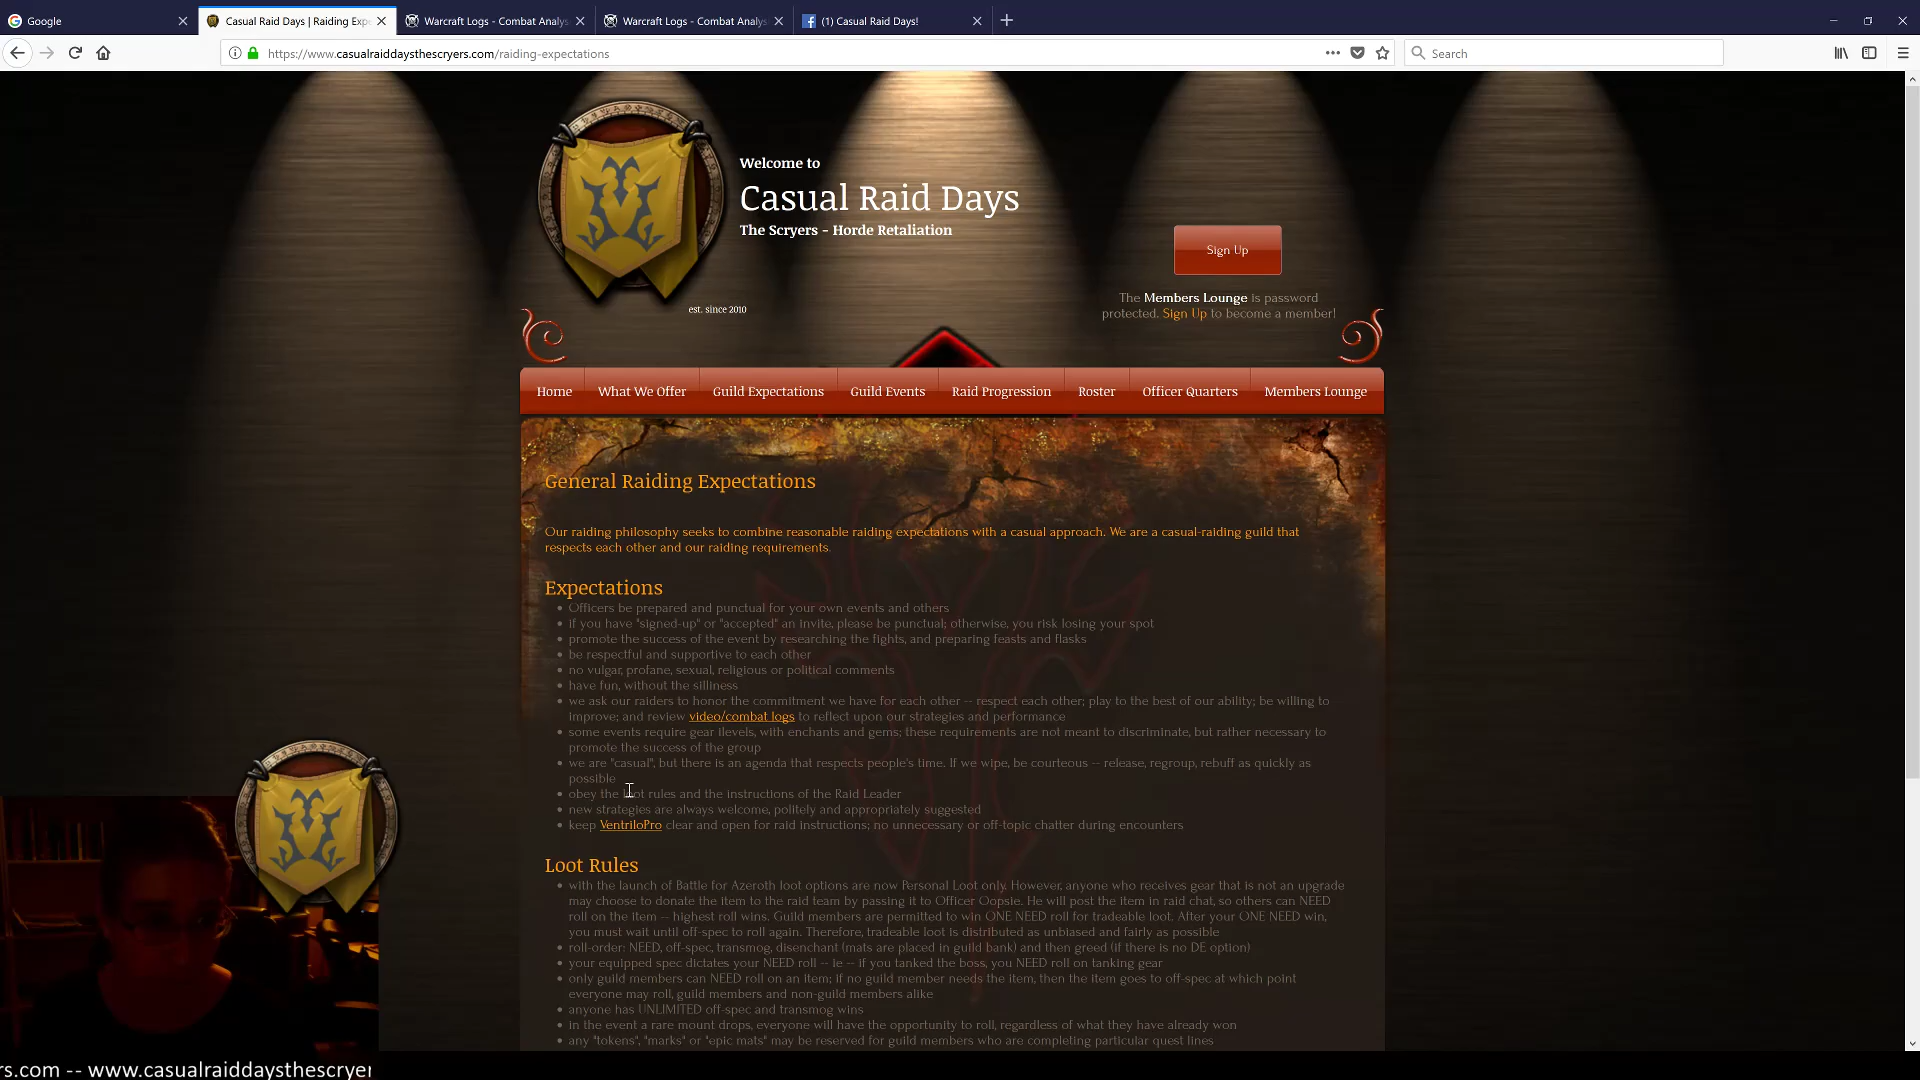 Google
Casual Raid Days | Raiding Exp
Warcraft Logs - Combat Analys
Warcraft Logs - Combat Analys
(1) Casual Raid Days!
https://www.casualraiddaysthescryers.com/raiding-expectations
Search
Welcome to
Casual Raid Days
The Scryers - Horde Retaliation
est. since 2010
Sign Up
The Members Lounge is password
protected. Sign Up to become a member!
Home
What We Offer
Guild Expectations
Guild Events
Raid Progression
Roster
Officer Quarters
Members Lounge
General Raiding Expectations
Our raiding philosophy seeks to combine reasonable raiding expectations with a casual approach. We are a casual-raiding guild that
respects each other and our raiding requirements.
Expectations
Officers be prepared and punctual for your own events and others
if you have "signed-up" or "accepted" an invite, please be punctual; otherwise, you risk losing your spot
promote the success of the event by researching the fights, and preparing feasts and flasks
be respectful and supportive to each other
no vulgar, profane, sexual, religious or political comments
have fun, without the silliness
we ask our raiders to honor the commitment we have for each other -- respect each other; play to the best of our ability; be willing to
improve; and review video/combat logs to reflect upon our strategies and performance
some events require gear ilevels, with enchants and gems; these requirements are not meant to discriminate, but rather necessary to
promote the success of the group
we are "casual", but there is an agenda that respects people's time. If we wipe, be courteous -- release, regroup, rebuff as quickly as
possible
obey the loot rules and the instructions of the Raid Leader
new strategies are always welcome, politely and appropriately suggested
keep VentriloPro clear and open for raid instructions; no unnecessary or off-topic chatter during encounters
Loot Rules
with the launch of Battle for Azeroth loot options are now Personal Loot only. However, anyone who receives gear that is not an upgrade
may choose to donate the item to the raid team by passing it to Officer Oopsie. He will post the item in raid chat, so others can NEED
roll on the item -- highest roll wins. Guild members are permitted to win ONE NEED roll for tradeable loot. After your ONE NEED win,
you must wait until off-spec to roll again. Therefore, tradeable loot is distributed as unbiased and fairly as possible
roll-order: NEED, off-spec, transmog, disenchant (mats are placed in guild bank) and then greed (if there is no DE option)
your equipped spec dictates your NEED roll -- ie -- if you tanked the boss, you NEED roll on tanking gear
only guild members can NEED roll on an item; if no guild member needs the item, then the item goes to off-spec at which point
everyone may roll, guild members and non-guild members alike
anyone has UNLIMITED off-spec and transmog wins
in the event a rare mount drops, everyone will have the opportunity to roll, regardless of what they have already won
any "tokens", "marks" or "epic mats" may be reserved for guild members who are completing particular quest lines
rs.com -- www.casualraiddaysthescryer